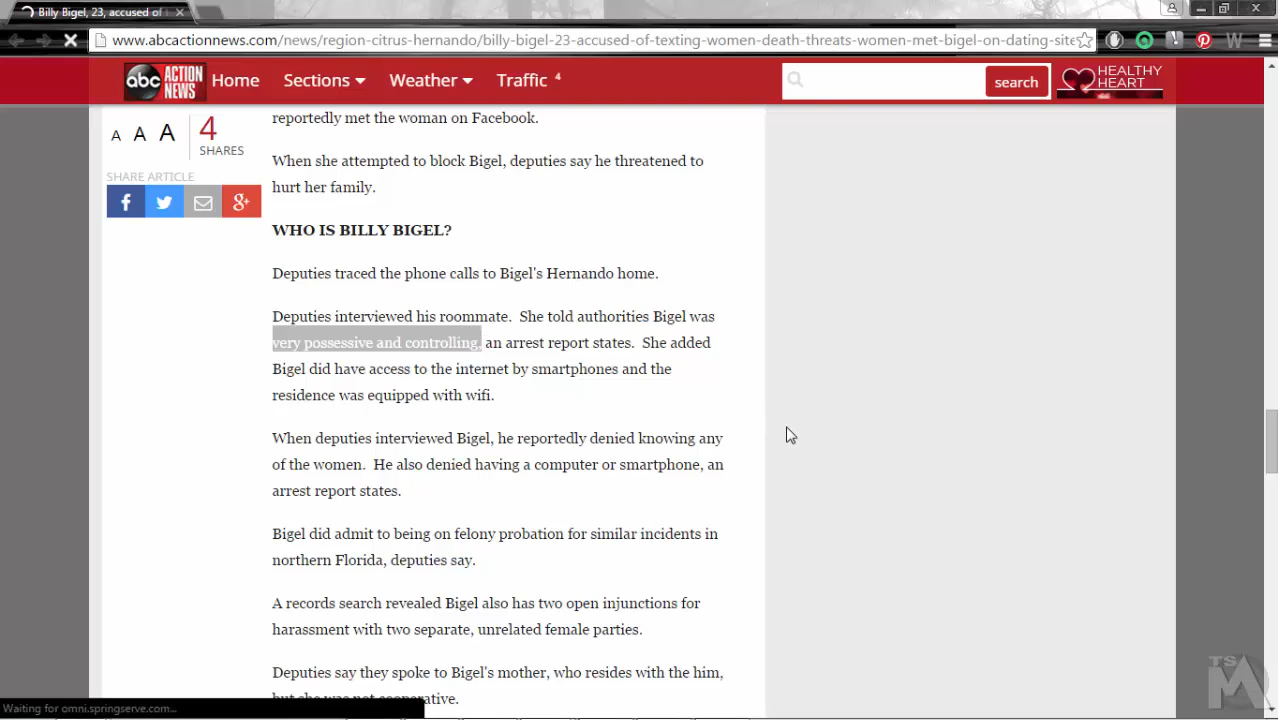 Billy Bigel, 23, accused of
www.abcactionnews.com/news/region-citrus-hernando/billy-bigel-23-accused-of-texting-women-death-threats-women-met-bigel-on-dating-site
abc ACTION NEWS
Home
Sections
Weather
Traffic 4
search
HEALTHY HEART
A A A
4
SHARES
SHARE ARTICLE
reportedly met the woman on Facebook.
When she attempted to block Bigel, deputies say he threatened to
hurt her family.
WHO IS BILLY BIGEL?
Deputies traced the phone calls to Bigel's Hernando home.
Deputies interviewed his roommate. She told authorities Bigel was
very possessive and controlling, an arrest report states. She added
Bigel did have access to the internet by smartphones and the
residence was equipped with wifi.
When deputies interviewed Bigel, he reportedly denied knowing any
of the women. He also denied having a computer or smartphone, an
arrest report states.
Bigel did admit to being on felony probation for similar incidents in
northern Florida, deputies say.
A records search revealed Bigel also has two open injunctions for
harassment with two separate, unrelated female parties.
Deputies say they spoke to Bigel's mother, who resides with the him,
but she was not cooperative.
Waiting for omni.springserve.com...
TSM